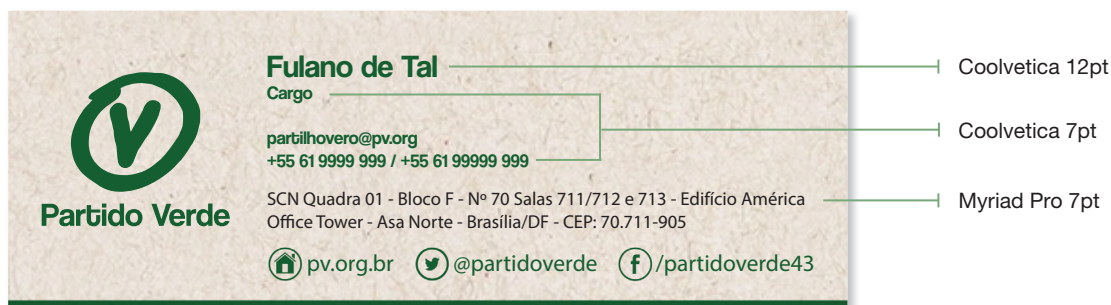 V
Partido Verde
Fulano de Tal
Cargo
partilhovero@pv.org
+55 61 9999 999 / +55 61 99999 999
SCN Quadra 01 - Bloco F - Nº 70 Salas 711/712 e 713 - Edifício América
Office Tower - Asa Norte - Brasília/DF - CEP: 70.711-905
pv.org.br @partidoverde f /partidoverde43
Coolvetica 12pt
Coolvetica 7pt
Myriad Pro 7pt